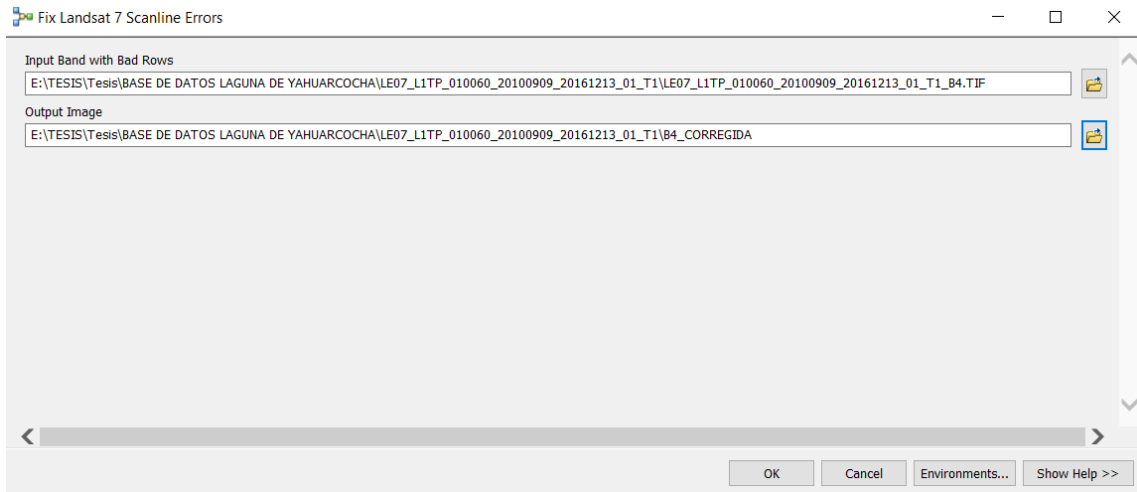 Fix Landsat 7 Scanline Errors
Input Band with Bad Rows
E:\TESIS\Tesis\BASE DE DATOS LAGUNA DE YAHUARCOCHA\LE07_L1TP_010060_20100909_20161213_01_T1\LE07_L1TP_010060_20100909_20161213_01_T1_B4.TIF
Output Image
E:\TESIS\Tesis\BASE DE DATOS LAGUNA DE YAHUARCOCHA\LE07_L1TP_010060_20100909_20161213_01_T1\B4_CORREGIDA
OK Cancel Environments... Show Help >>